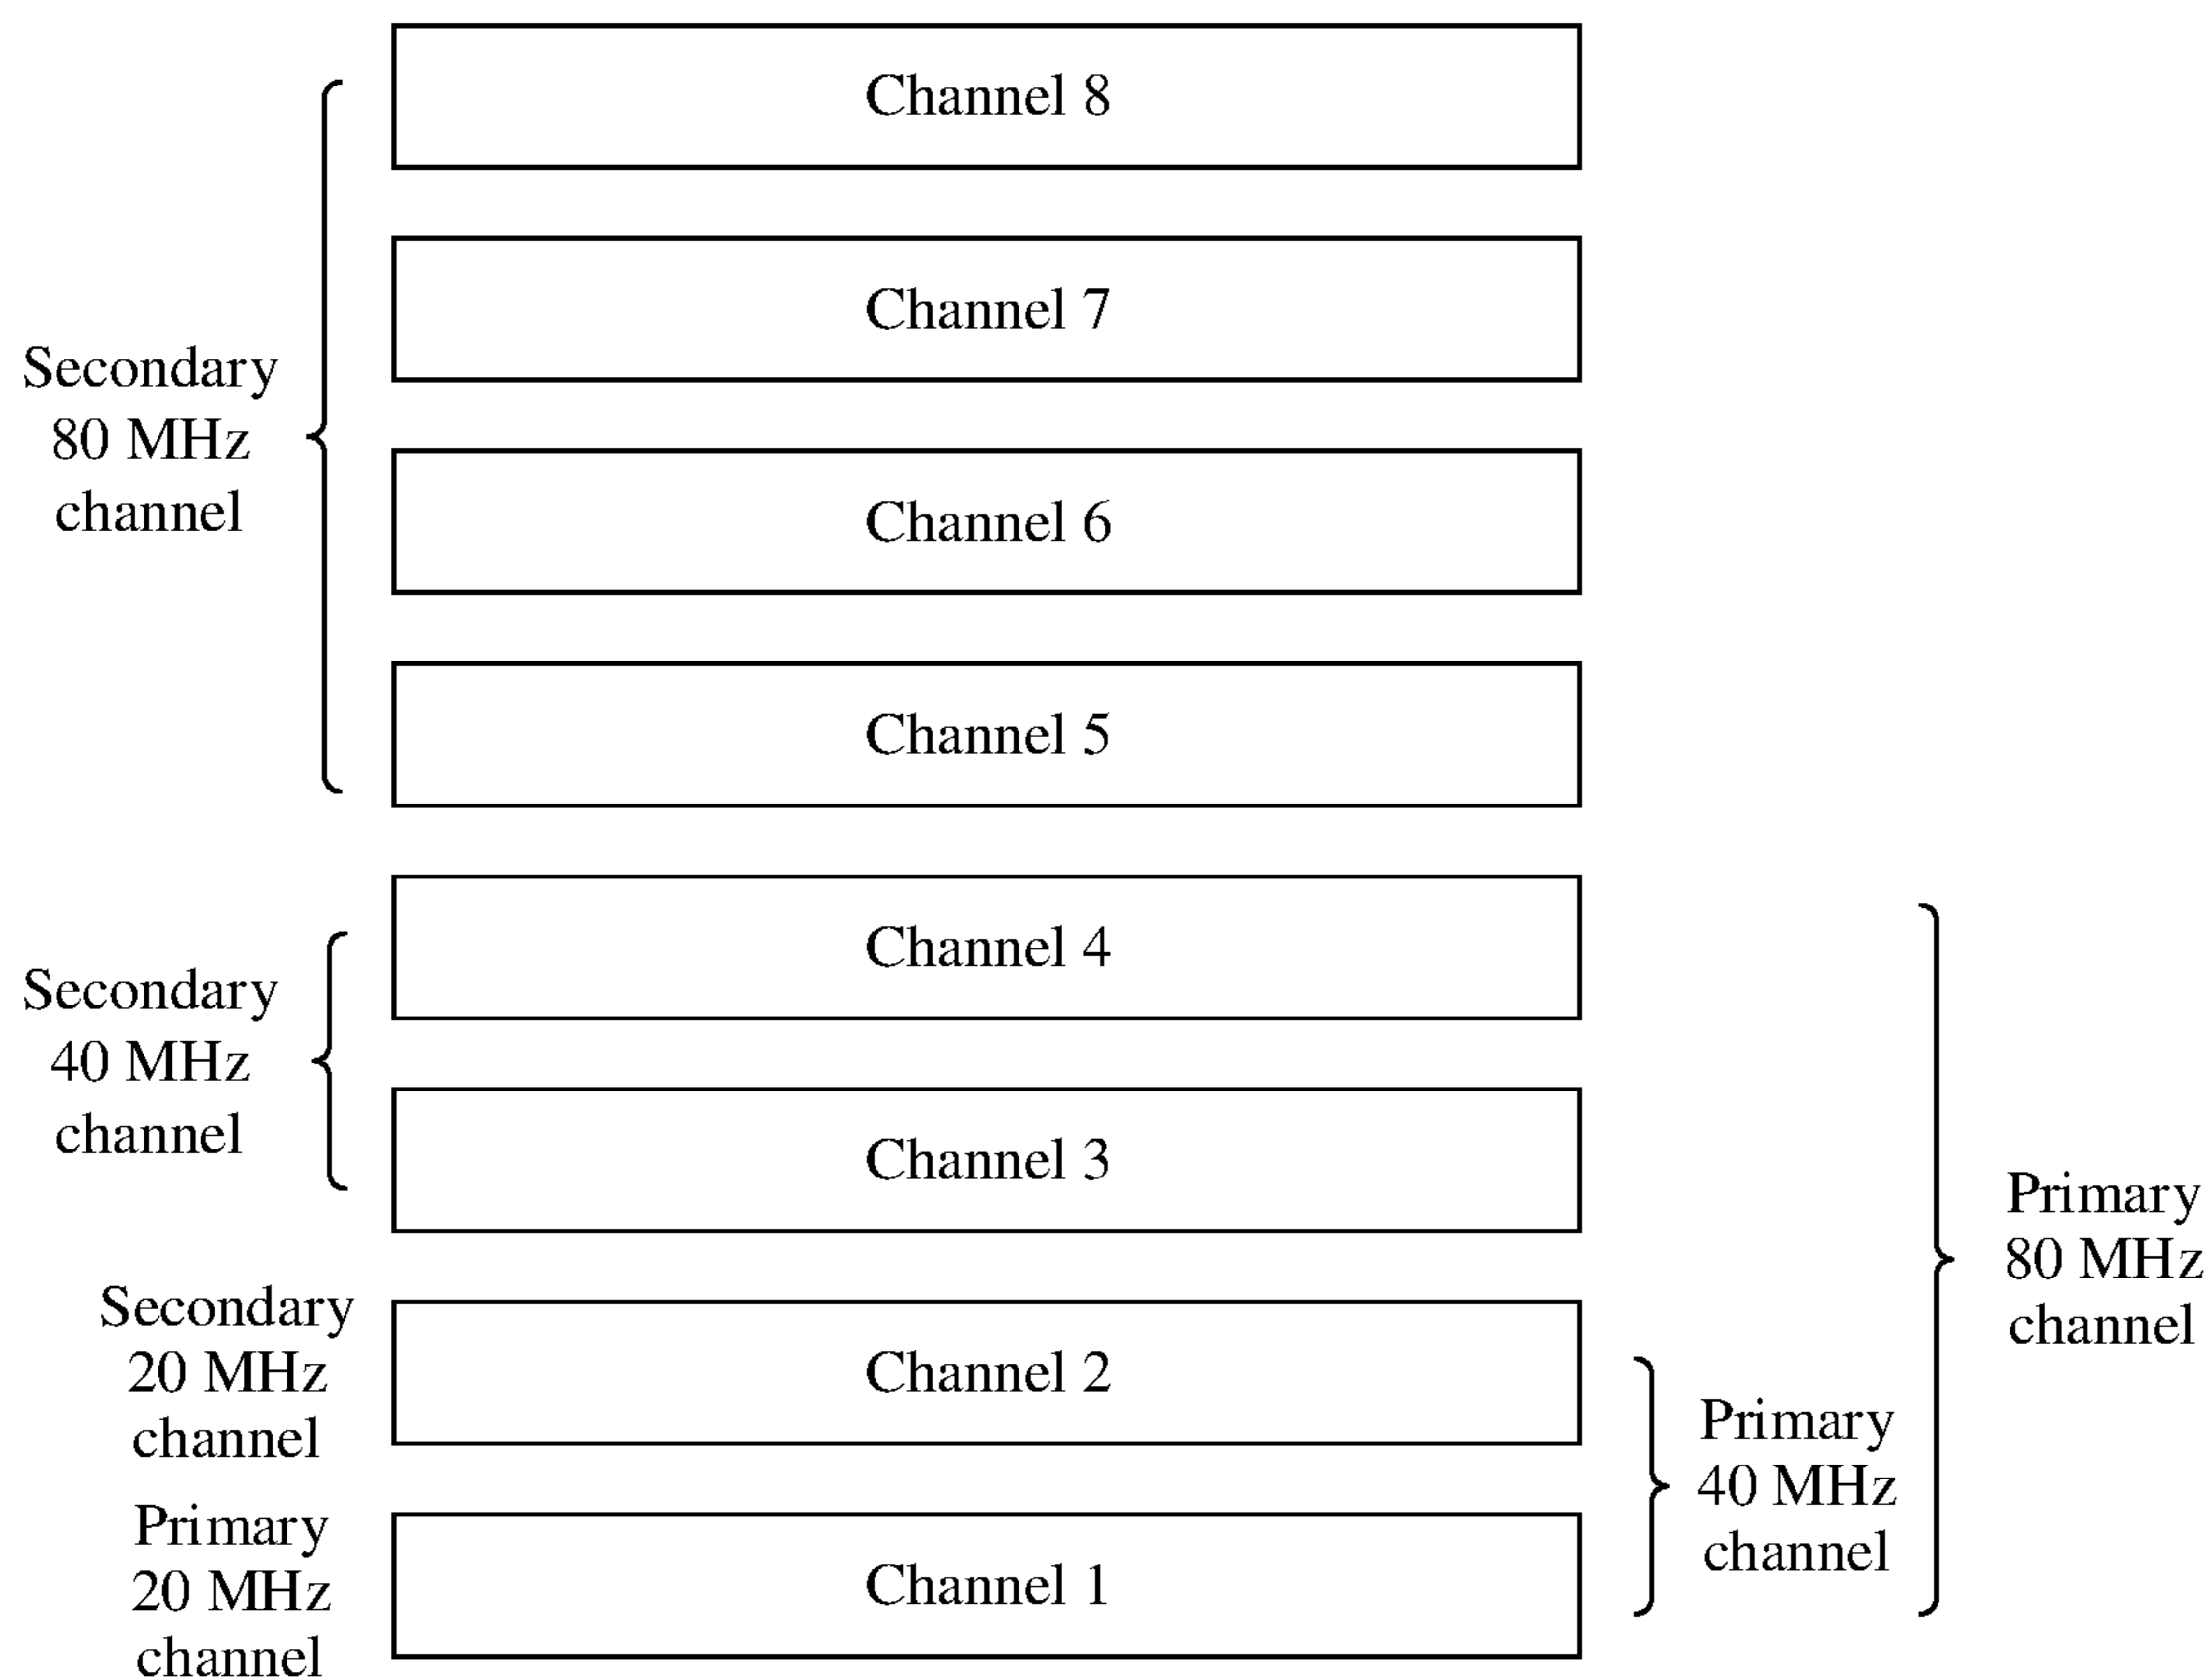 Channel 8
Channel 7
Secondary
80 MHz
channel
Channel 6
Channel 5
Channel 4
Secondary
40 MHz
channel
Channel 3
Primary
80 MHz
channel
Secondary
20 MHz
channel
Channel 2
Primary
40 MHz
channel
Primary
20 MHz
channel
Channel 1